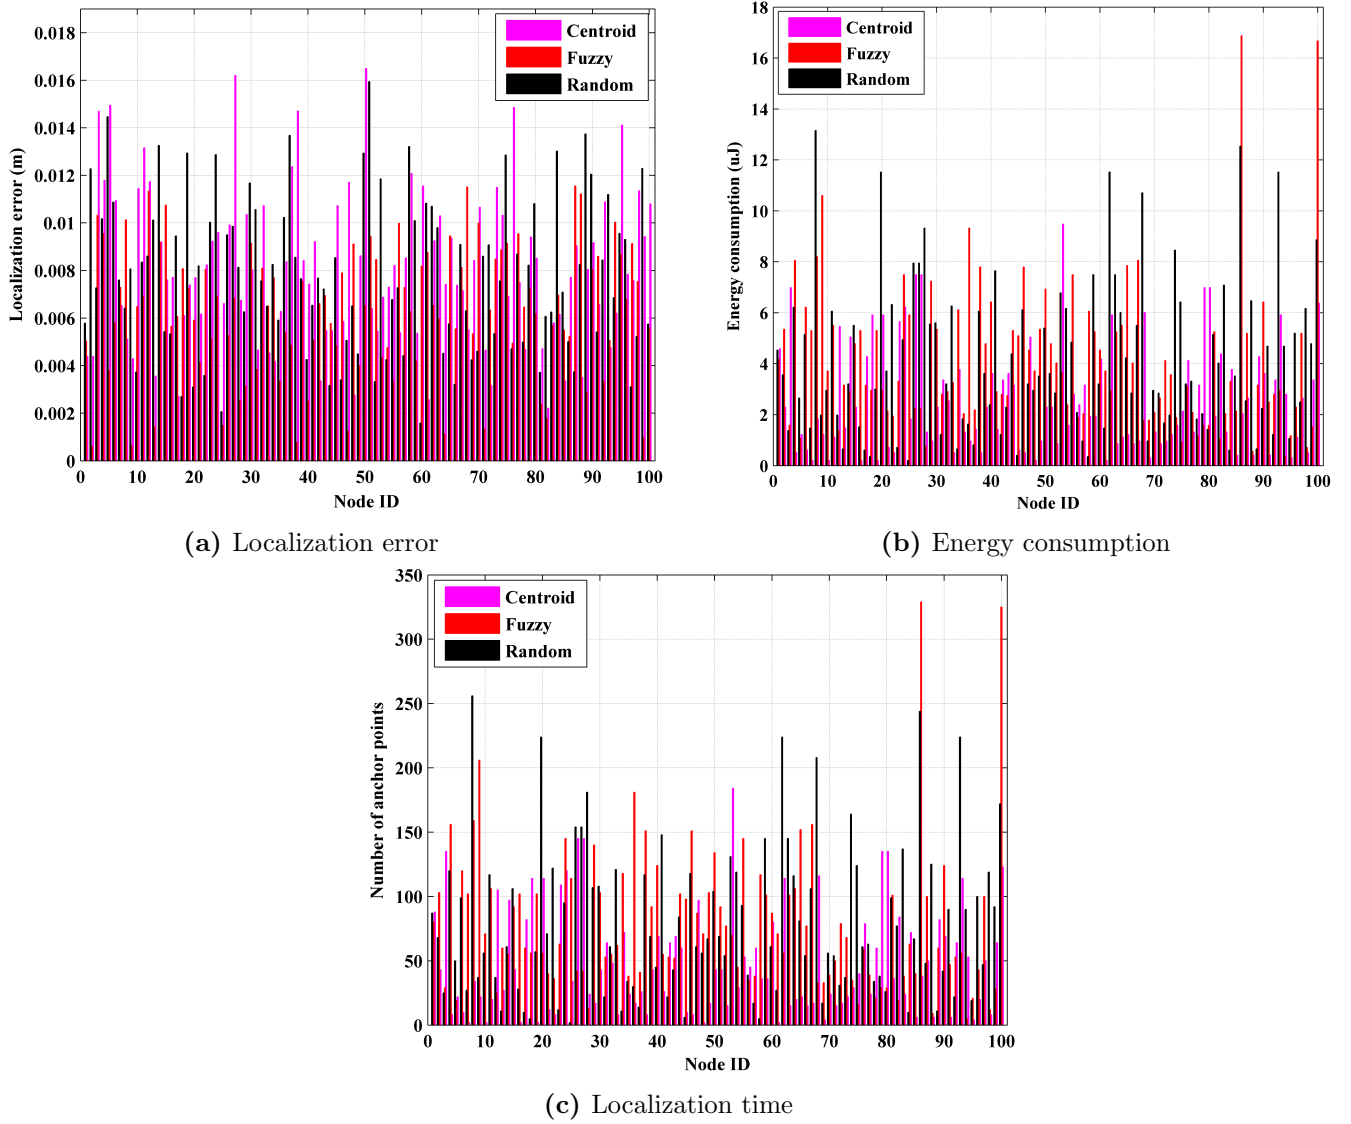 0.018
0.016
0.014
0.012
0.01
0.008
0.006
0.004
0.002
0
Localization error (m)
Centroid
Fuzzy
Random
0 10 20 30 40 50 60 70 80 90 100
Node ID
(a) Localization error
18
16
14
12
10
8
6
4
2
0
Energy consumption (uJ)
Centroid
Fuzzy
Random
0 10 20 30 40 50 60 70 80 90 100
Node ID
(b) Energy consumption
350
300
250
200
150
100
50
0
Number of anchor points
Centroid
Fuzzy
Random
0 10 20 30 40 50 60 70 80 90 100
Node ID
(c) Localization time